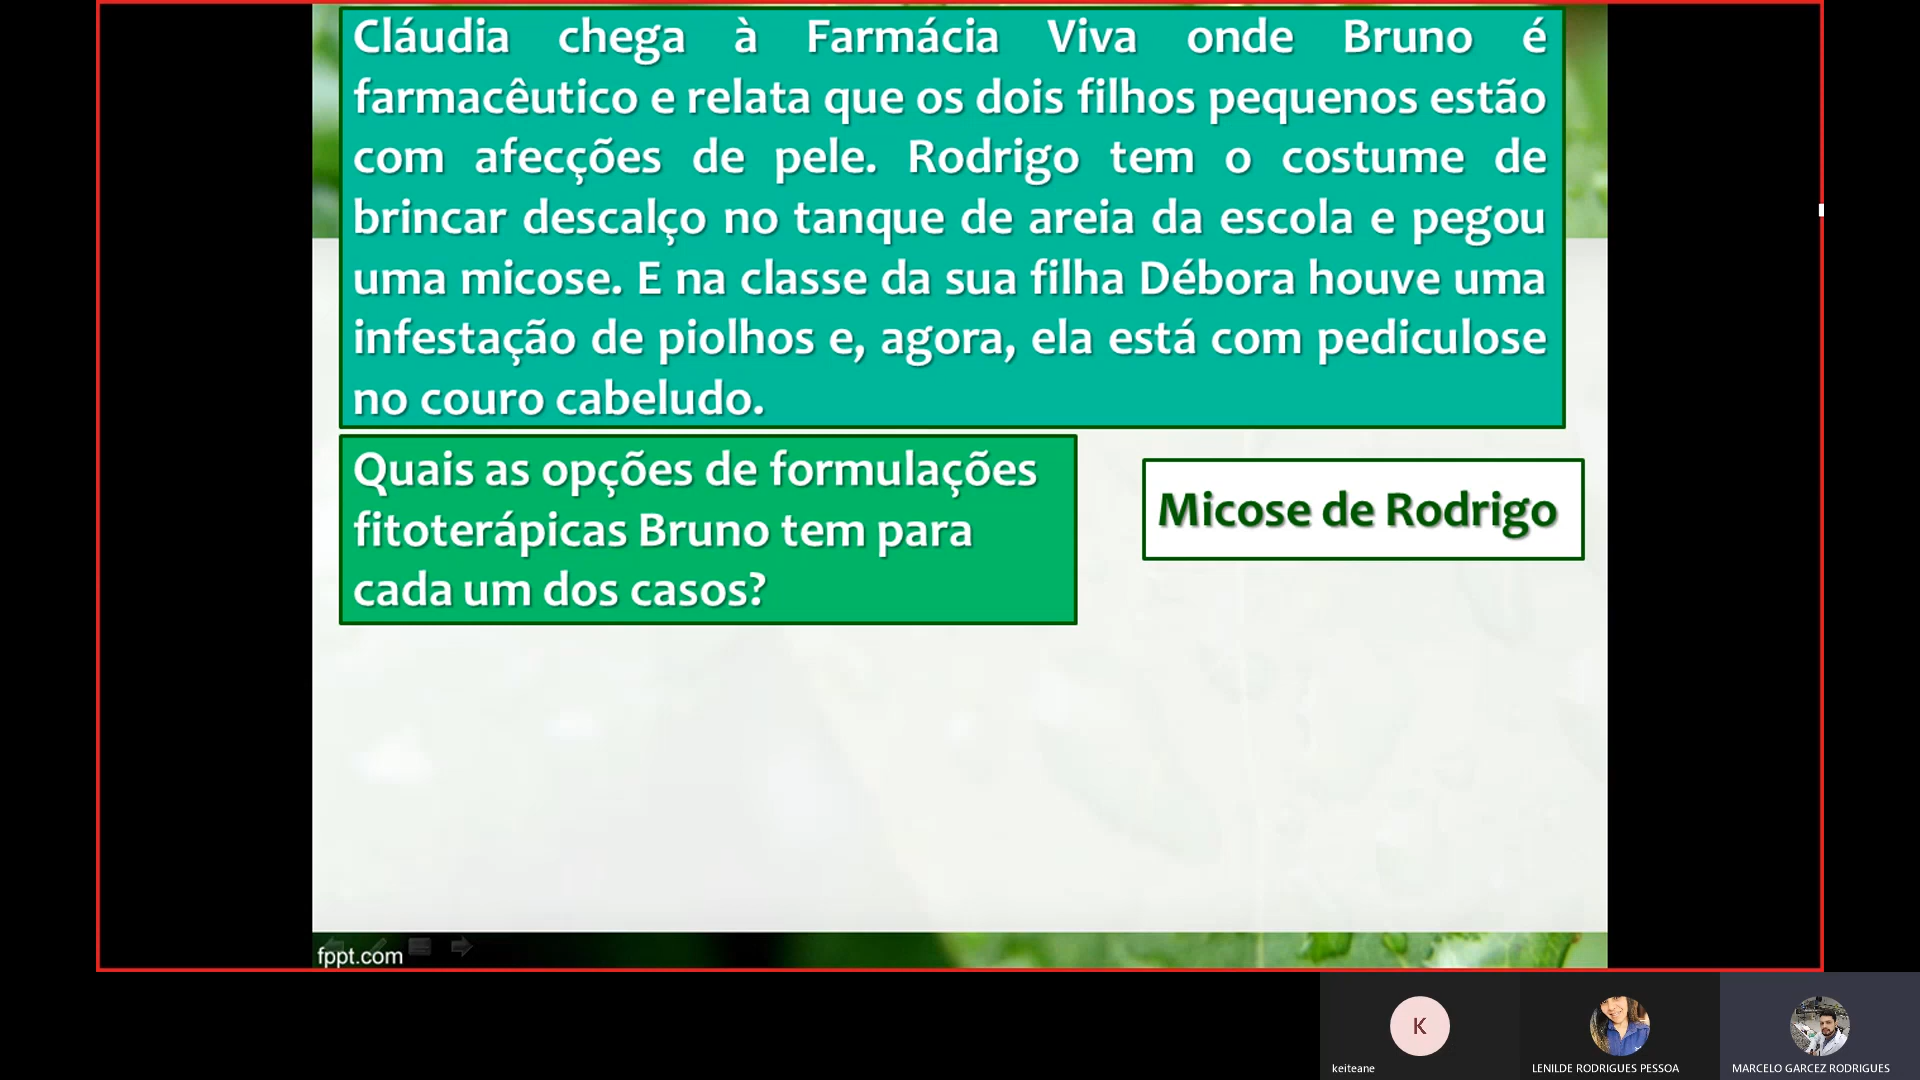 Cláudia chega à Farmácia Viva onde Bruno é
farmacêutico e relata que os dois filhos pequenos estão
com afecções de pele. Rodrigo tem o costume de
brincar descalço no tanque de areia da escola e pegou
uma micose. E na classe da sua filha Débora houve uma
infestação de piolhos e, agora, ela está com pediculose
no couro cabeludo.
Quais as opções de formulações
fitoterápicas Bruno tem para
cada um dos casos?
Micose de Rodrigo
fppt.com
K
keiteane
LENILDE RODRIGUES PESSOA
MARCELO GARCEZ RODRIGUES